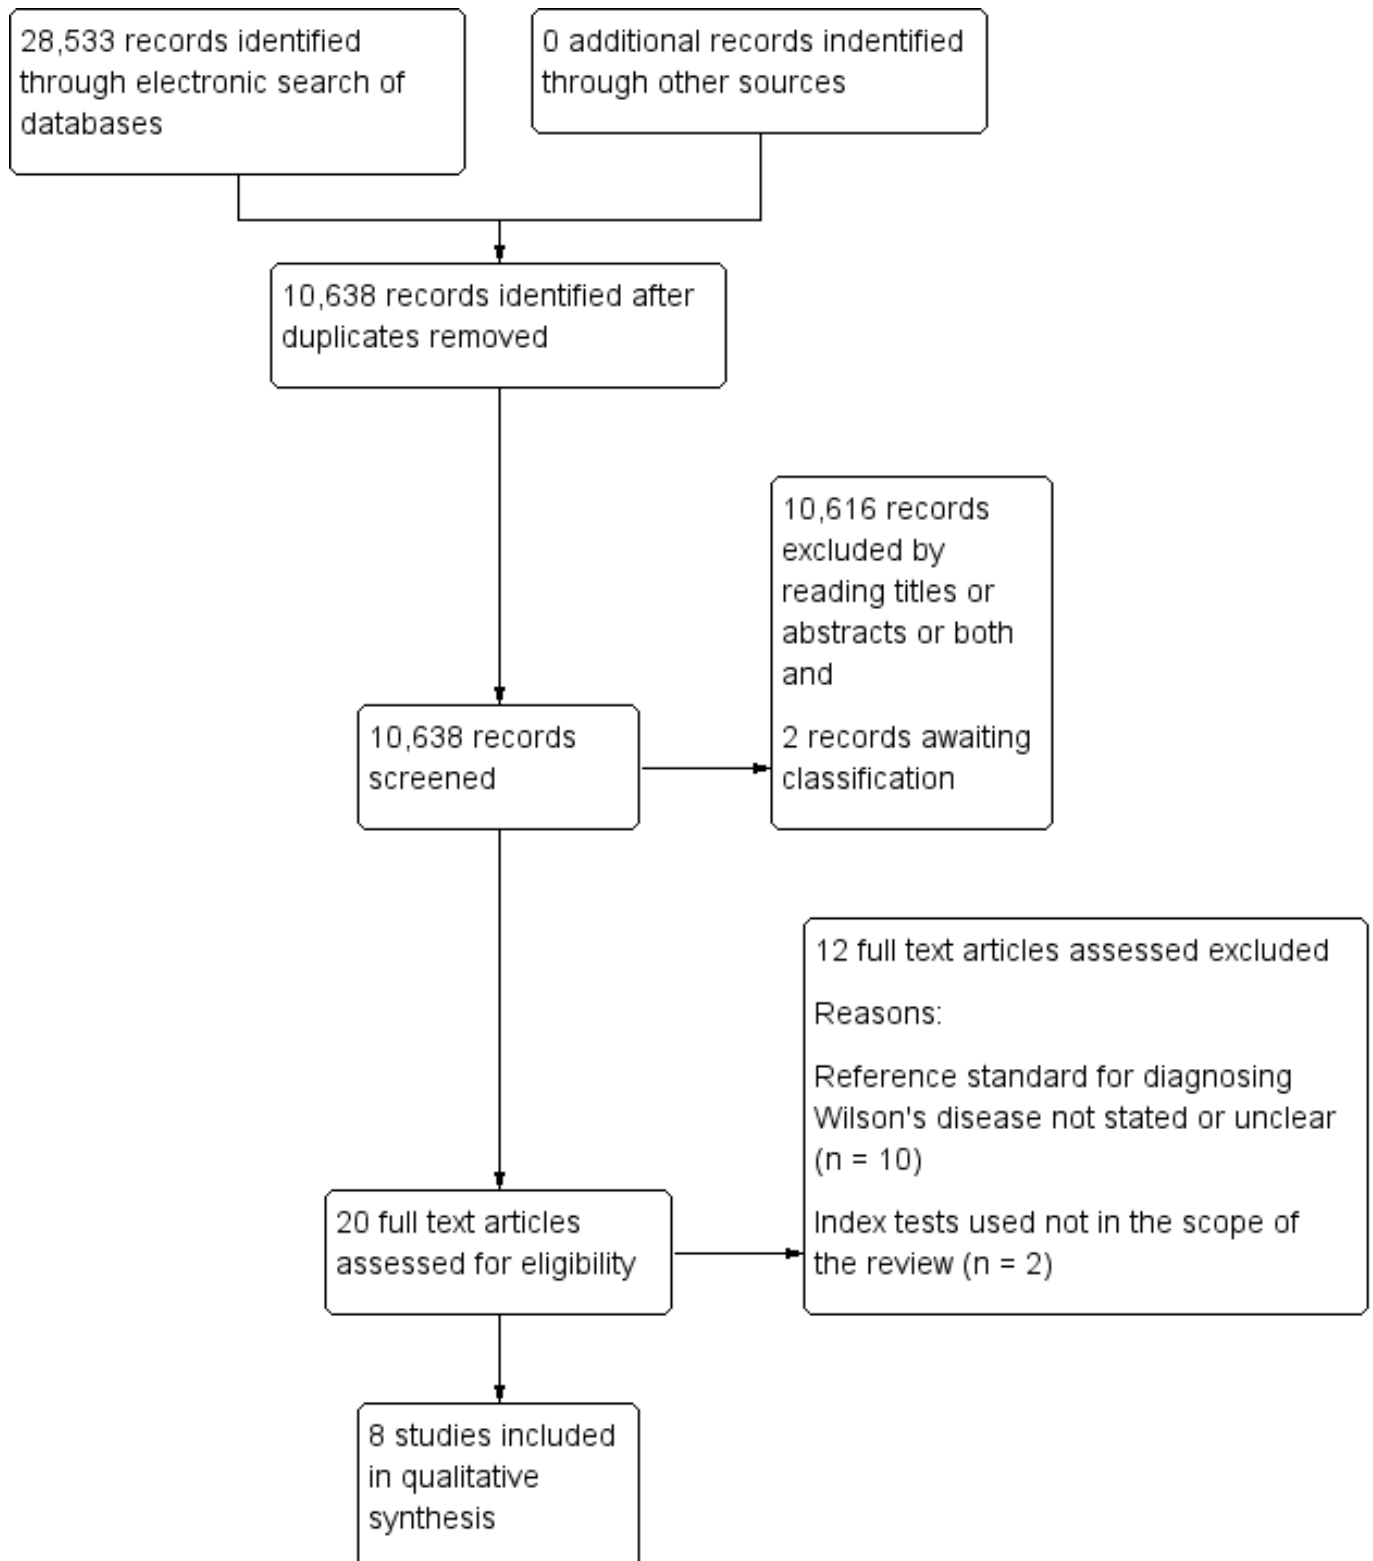 28,533 records identified
through electronic search of
databases
0 additional records indentified
through other sources
10,638 records identified after
duplicates removed
10,616 records
excluded by
reading titles or
abstracts or both
and
2 records awaiting
classification
10,638 records
screened
12 full text articles assessed excluded
Reasons:
Reference standard for diagnosing
Wilson's disease not stated or unclear
(n = 10)
Index tests used not in the scope of
the review (n = 2)
20 full text articles
assessed for eligibility
8 studies included
in qualitative
synthesis